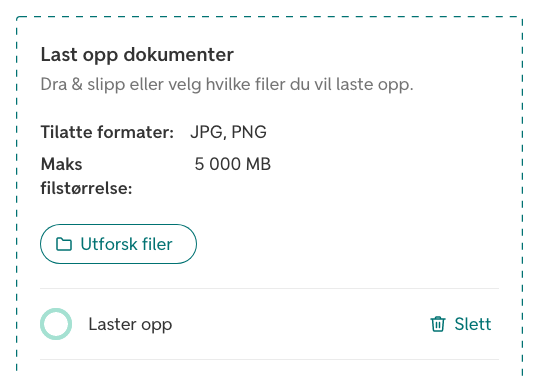 Last opp dokumenter
Dra & slipp eller velg hvilke filer du vil laste opp.
Tilatte formater: JPG, PNG
Maks 5 000 MB
filstørrelse:
Utforsk filer
Laster opp Slett